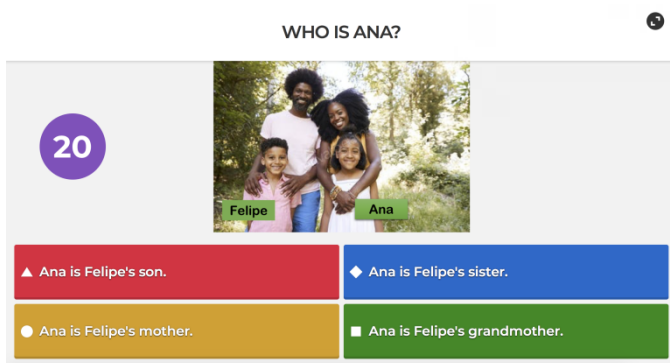 WHO IS ANA?
20
Felipe
Ana
Ana is Felipe's son.
Ana is Felipe's sister.
Ana is Felipe's mother.
Ana is Felipe's grandmother.